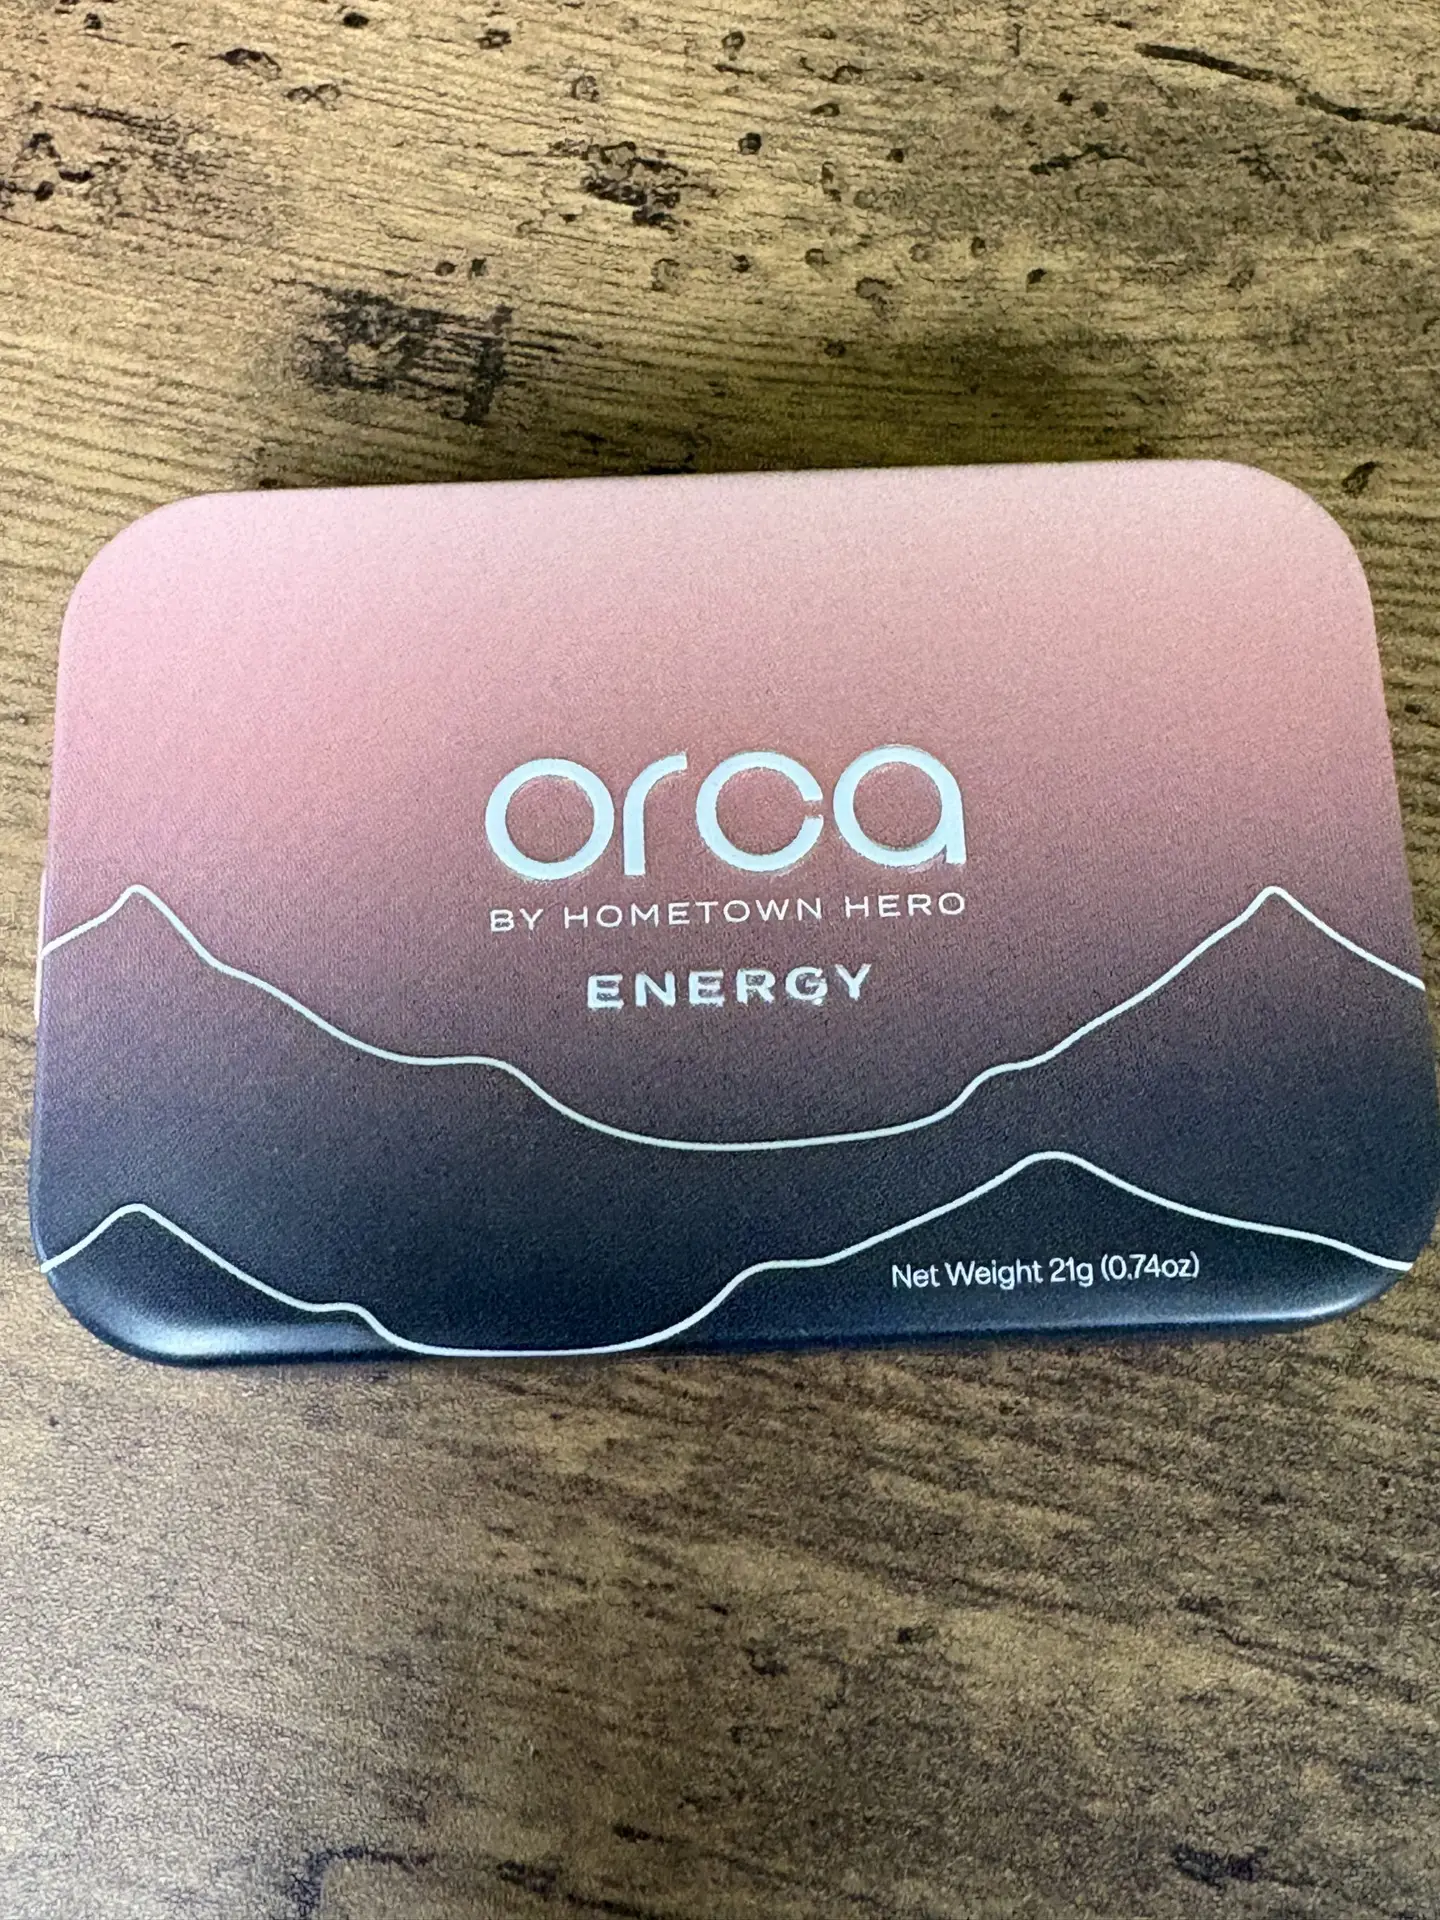 orca
BY HOMETOWN HERO
ENERGY
Net Weight 21g (0.74oz)